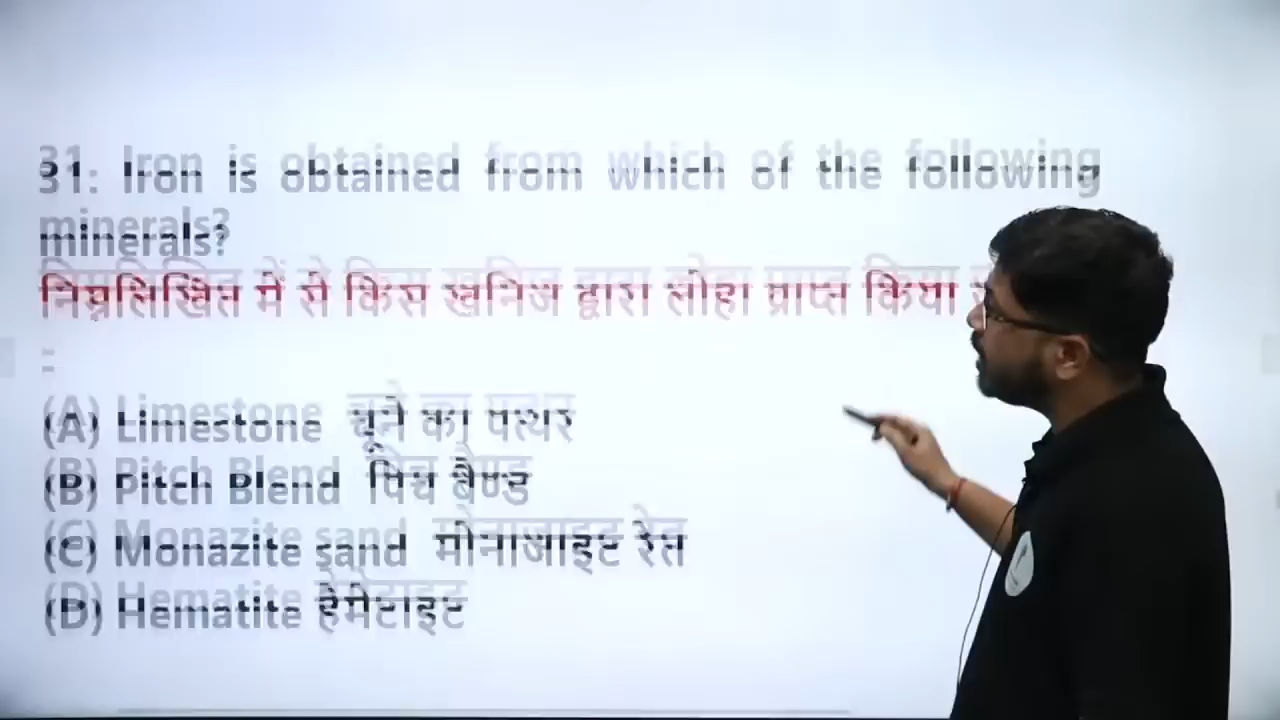 31: Iron is obtained from which of the following
minerals?
निम्नलिखित में से किस खनिज द्वारा लोहा प्राप्त किया
:
(A) Limestone चूने का पत्थर
(B) Pitch Blend पिच बैण्ड
(C) Monazite sand मोनाजाइट रेत
(D) Hematite हेमेटाइट